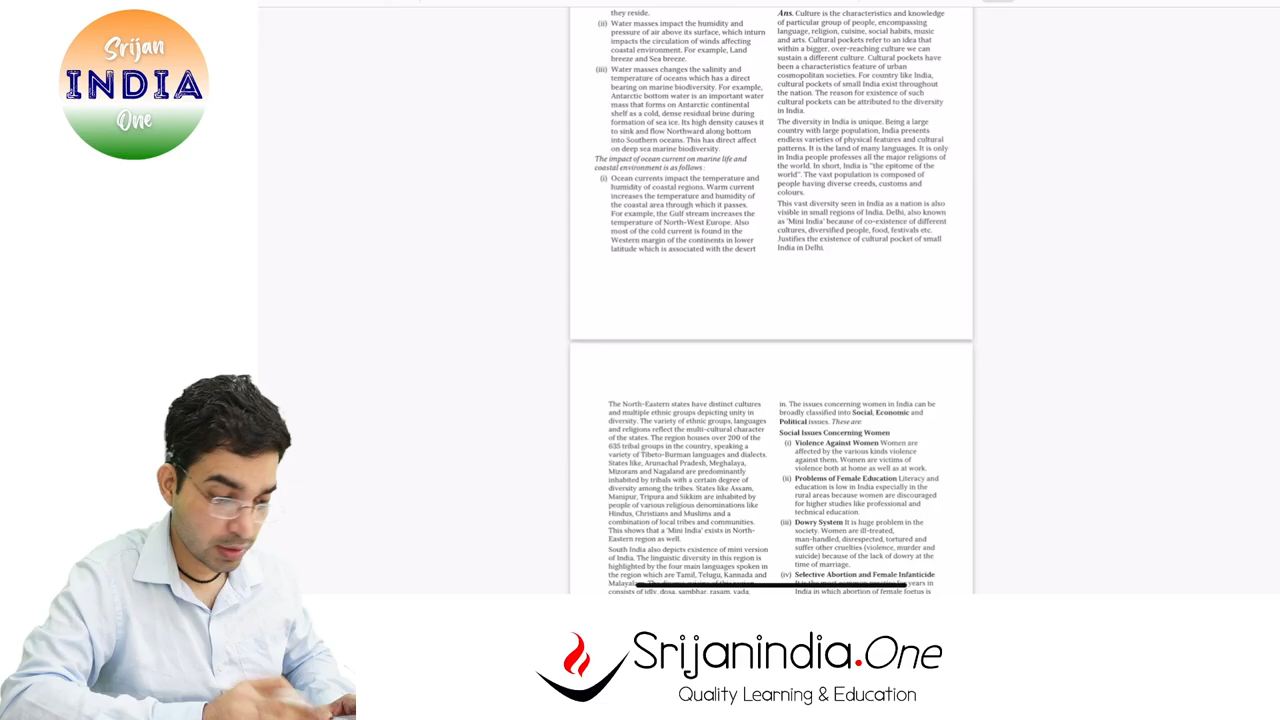 Srijan
INDIA
One
they reside.
(ii) Water masses impact the humidity and
pressure of air above its surface, which inturn
impacts the circulation of winds affecting
coastal environment. For example, Land
breeze and Sea breeze.
(iii) Water masses changes the salinity and
temperature of oceans which has a direct
bearing on marine biodiversity. For example,
Antarctic bottom water is an important water
mass that forms on Antarctic continental
shelf as a cold, dense residual brine during
formation of sea ice. Its high density causes it
to sink and flow Northward along bottom
into Southern oceans. This has direct affect
on deep sea marine biodiversity.
The impact of ocean current on marine life and
coastal environment is as follows :
(i) Ocean currents impact the temperature and
humidity of coastal regions. Warm current
increases the temperature and humidity of
the coastal area through which it passes.
For example, the Gulf stream increases the
temperature of North-West Europe. Also
most of the cold current is found in the
Western margin of the continents in lower
latitude which is associated with the desert
Ans. Culture is the characteristics and knowledge
of particular group of people, encompassing
language, religion, cuisine, social habits, music
and arts. Cultural pockets refer to an idea that
within a bigger, over-reaching culture we can
sustain a different culture. Cultural pockets have
been a characteristics feature of urban
cosmopolitan societies. For country like India,
cultural pockets of small India exist throughout
the nation. The reason for existence of such
cultural pockets can be attributed to the diversity
in India.
The diversity in India is unique. Being a large
country with large population, India presents
endless varieties of physical features and cultural
patterns. It is the land of many languages. It is only
in India people professes all the major religions of
the world. In short, India is "the epitome of the
world". The vast population is composed of
people having diverse creeds, customs and
colours.
This vast diversity seen in India as a nation is also
visible in small regions of India. Delhi, also known
as 'Mini India' because of co-existence of different
cultures, diversified people, food, festivals etc.
Justifies the existence of cultural pocket of small
India in Delhi.
The North-Eastern states have distinct cultures
and multiple ethnic groups depicting unity in
diversity. The variety of ethnic groups, languages
and religions reflect the multi-cultural character
of the states. The region houses over 200 of the
635 tribal groups in the country, speaking a
variety of Tibeto-Burman languages and dialects.
States like, Arunachal Pradesh, Meghalaya,
Mizoram and Nagaland are predominantly
inhabited by tribals with a certain degree of
diversity among the tribes. States like Assam,
Manipur, Tripura and Sikkim are inhabited by
people of various religious denominations like
Hindus, Christians and Muslims and a
combination of local tribes and communities.
This shows that a 'Mini India' exists in North-
Eastern region as well.
South India also depicts existence of mini version
of India. The linguistic diversity in this region is
highlighted by the four main languages spoken in
the region which are Tamil, Telugu, Kannada and
consists of idly, dosa, sambhar, rasam, vada,
in. The issues concerning women in India can be
broadly classified into Social, Economic and
Political issues. These are:
Social Issues Concerning Women
(i) Violence Against Women Women are
affected by the various kinds violence
against them. Women are victims of
violence both at home as well as at work.
(ii) Problems of Female Education Literacy and
education is low in India especially in the
rural areas because women are discouraged
for higher studies like professional and
technical education.
(iii) Dowry System It is huge problem in the
society. Women are ill-treated,
man-handled, disrespected, tortured and
suffer other cruelties (violence, murder and
suicide) because of the lack of dowry at the
time of marriage.
(iv) Selective Abortion and Female Infanticide
years in
India in which abortion of female foetus is
Srijanindia.One
Quality Learning & Education